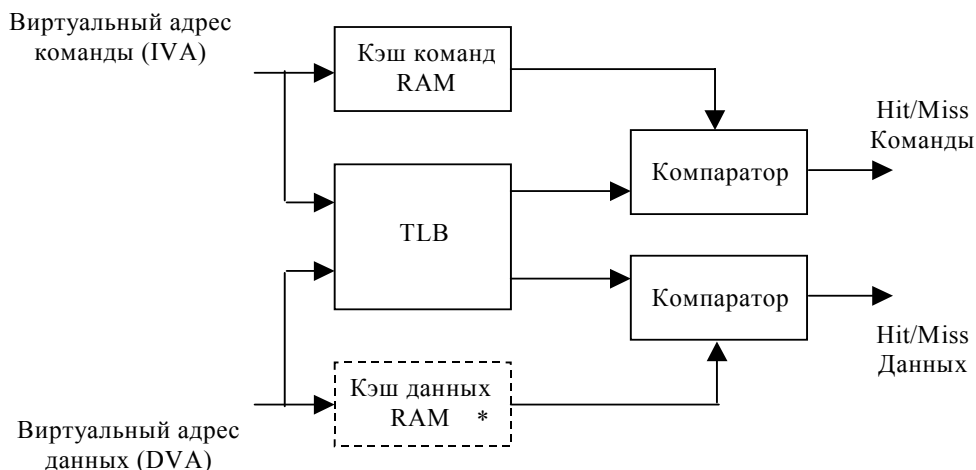 Виртуальный адрес
команды (IVA)
Кэш команд
RAM
Hit/Miss
Команды
Компаратор
TLB
Компаратор
Hit/Miss
Данных
Кэш данных
RAM *
Виртуальный адрес
данных (DVA)